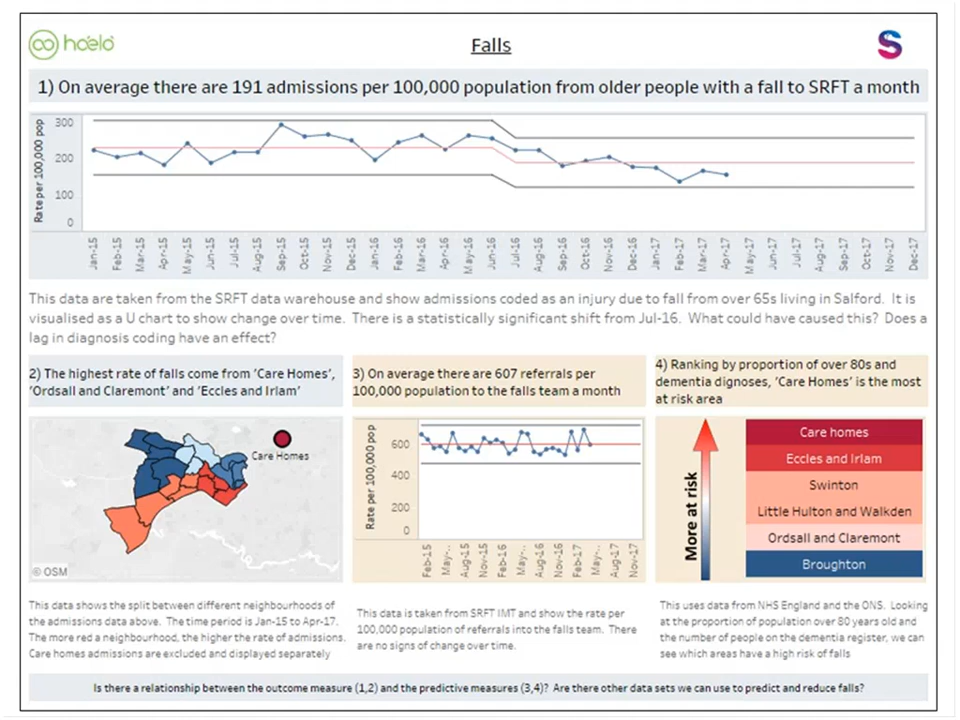 haelo
Falls
S
1) On average there are 191 admissions per 100,000 population from older people with a fall to SRFT a month
Rate per 100,000 pop
300
200
100
0
Jan-15
Feb-15
Mar-15
Apr-15
May-15
Jun-15
Jul-15
Aug-15
Sep-15
Oct-15
Nov-15
Dec-15
Jan-16
Feb-16
Mar-16
Apr-16
May-16
Jun-16
Jul-16
Aug-16
Sep-16
Oct-16
Nov-16
Dec-16
Jan-17
Feb-17
Mar-17
Apr-17
May-17
Jun-17
Jul-17
Aug-17
Sep-17
Oct-17
Nov-17
Dec-17
This data are taken from the SRFT data warehouse and show admissions coded as an injury due to fall from over 65s living in Salford. It is
visualised as a U chart to show change over time. There is a statistically significant shift from Jul-16. What could have caused this? Does a
lag in diagnosis coding have an effect?
2) The highest rate of falls come from 'Care Homes',
'Ordsall and Claremont' and 'Eccles and Irlam'
Care Homes
© OSM
This data shows the split between different neighbourhoods of
the admissions data above. The time period is Jan-15 to Apr-17.
The more red a neighbourhood, the higher the rate of admissions.
Care homes admissions are excluded and displayed separately
3) On average there are 607 referrals per
100,000 population to the falls team a month
Rate per 100,000 pop
600
400
200
0
Feb-15
May-..
Aug-15
Nov-15
Feb-16
May-..
Aug-16
Nov-16
Feb-17
May-..
Aug-17
Nov-17
This data is taken from SRFT IMT and show the rate per
100,000 population of referrals into the falls team. There
are no signs of change over time.
4) Ranking by proportion of over 80s and
dementia dignoses, 'Care Homes' is the most
at risk area
More at risk
Care homes
Eccles and Irlam
Swinton
Little Hulton and Walkden
Ordsall and Claremont
Broughton
This uses data from NHS England and the ONS. Looking
at the proportion of population over 80 years old and
the number of people on the dementia register, we can
see which areas have a high risk of falls
Is there a relationship between the outcome measure (1,2) and the predictive measures (3,4)? Are there other data sets we can use to predict and reduce falls?